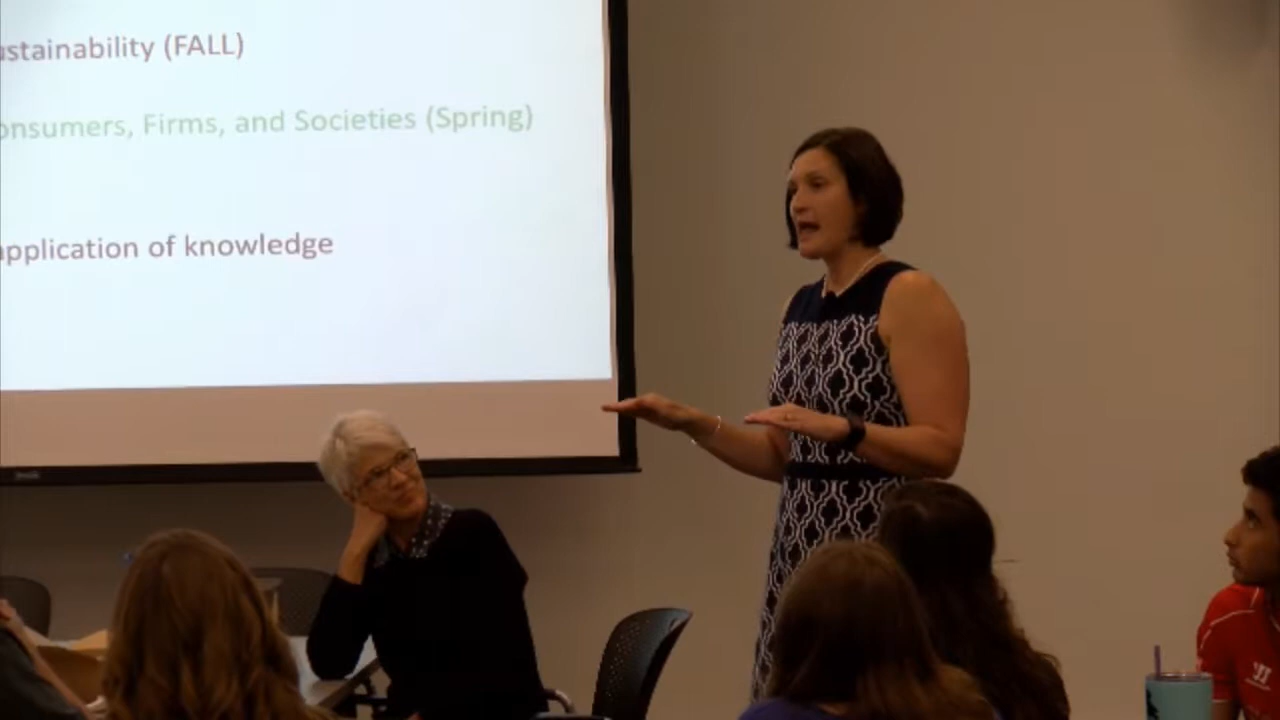 ustainability (FALL)
onsumers, Firms, and Societies (Spring)
application of knowledge